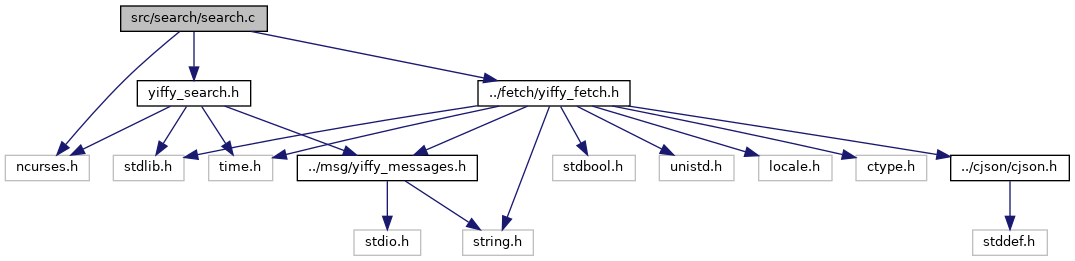 src/search/search.c
yiffy_search.h
../fetch/yiffy_fetch.h
ncurses.h
stdlib.h
time.h
../msg/yiffy_messages.h
stdbool.h
unistd.h
locale.h
ctype.h
../cjson/cjson.h
stdio.h
string.h
stddef.h